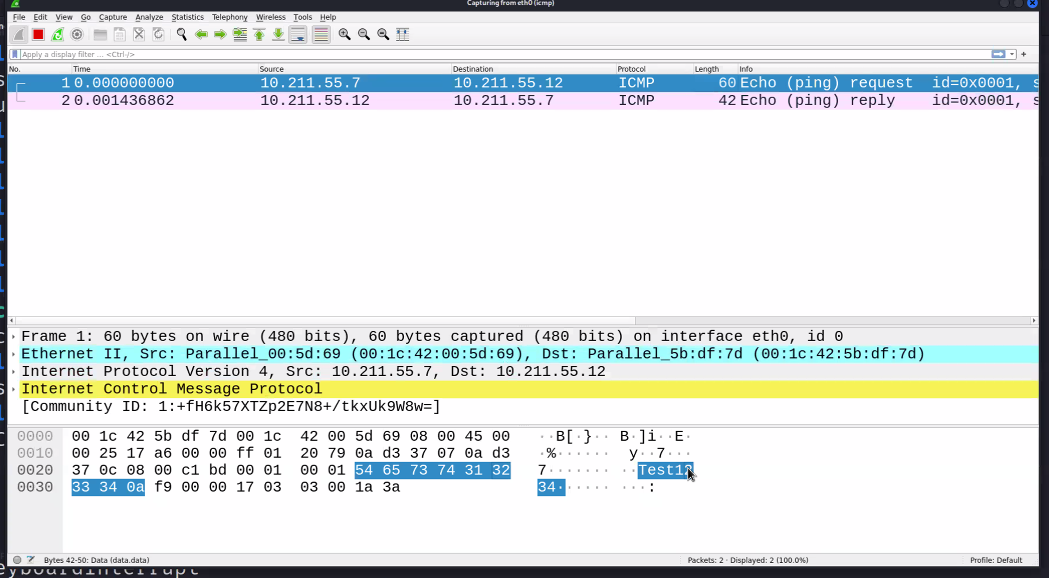 Capturing from eth0 (icmp)
File Edit View Go Capture Analyze Statistics Telephony Wireless Tools Help
Apply a display filter ... <Ctrl-/>
No. Time Source Destination Protocol Length Info
1 0.000000000 10.211.55.7 10.211.55.12 ICMP 60 Echo (ping) request id=0x0001, s
2 0.001436862 10.211.55.12 10.211.55.7 ICMP 42 Echo (ping) reply id=0x0001, s
Frame 1: 60 bytes on wire (480 bits), 60 bytes captured (480 bits) on interface eth0, id 0
Ethernet II, Src: Parallel_00:5d:69 (00:1c:42:00:5d:69), Dst: Parallel_5b:df:7d (00:1c:42:5b:df:7d)
Internet Protocol Version 4, Src: 10.211.55.7, Dst: 10.211.55.12
Internet Control Message Protocol
[Community ID: 1:+fH6k57XTZp2E7N8+/tkxUk9W8w=]
0000 00 1c 42 5b df 7d 00 1c 42 00 5d 69 08 00 45 00 ··B[·}·· B·]i··E·
0010 00 25 17 a6 00 00 ff 01 20 79 0a d3 37 07 0a d3 ·%······ y··7···
0020 37 0c 08 00 c1 bd 00 01 00 01 54 65 73 74 31 32 7······· ··Test12
0030 33 34 0a f9 00 00 17 03 03 00 1a 3a 34······ ···:
Bytes 42-50: Data (data.data) Packets: 2 · Displayed: 2 (100.0%) Profile: Default
eyboardInterrupt